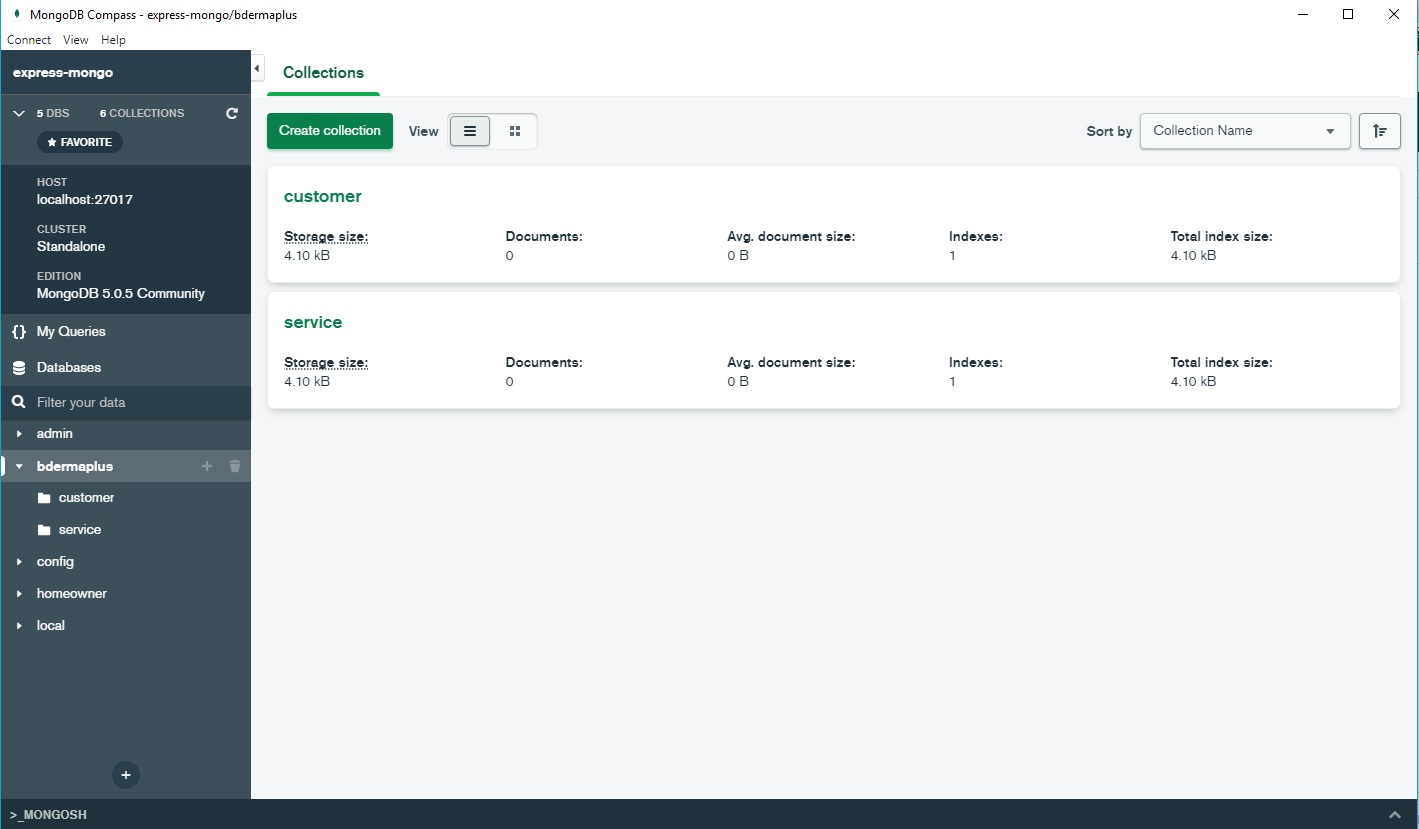 MongoDB Compass - express-mongo/bdermaplus
Connect View Help
express-mongo
5 DBS 6 COLLECTIONS
FAVORITE
HOST
localhost:27017
CLUSTER
Standalone
EDITION
MongoDB 5.0.5 Community
{} My Queries
Databases
Filter your data
admin
bdermaplus
customer
service
config
homeowner
local
Collections
Create collection View Sort by Collection Name
customer
Storage size: Documents: Avg. document size: Indexes: Total index size:
4.10 kB 0 0 B 1 4.10 kB
service
Storage size: Documents: Avg. document size: Indexes: Total index size:
4.10 kB 0 0 B 1 4.10 kB
>_MONGOSH